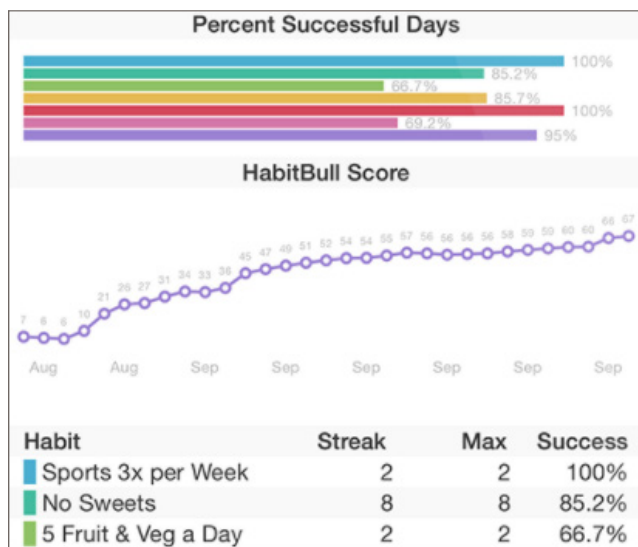 Percent Successful Days
100%
85.2%
66.7%
85.7%
100%
69.2%
95%
HabitBull Score
7 6 6 10 21 26 27 31 34 33 36 45 47 49 51 52 54 54 55 57 56 56 56 56 58 59 59 60 60 66 67
Aug Aug Sep Sep Sep Sep Sep Sep
Habit Streak Max Success
Sports 3x per Week 2 2 100%
No Sweets 8 8 85.2%
5 Fruit & Veg a Day 2 2 66.7%